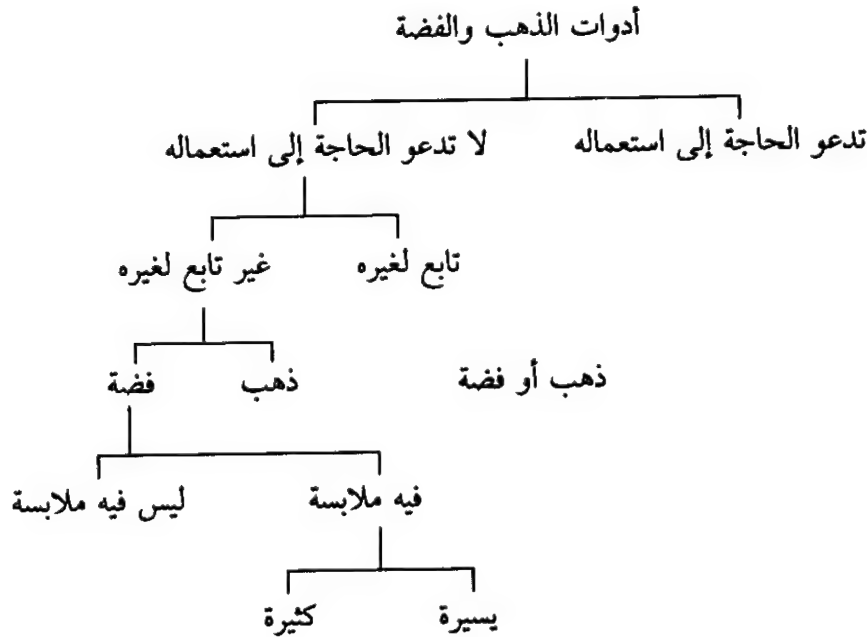 أدوات الذهب والفضة
تدعو الحاجة إلى استعماله لا تدعو الحاجة إلى استعماله
تابع لغيره غير تابع لغيره
ذهب أو فضة ذهب فضة
فيه ملابسة ليس فيه ملابسة
يسيرة كثيرة